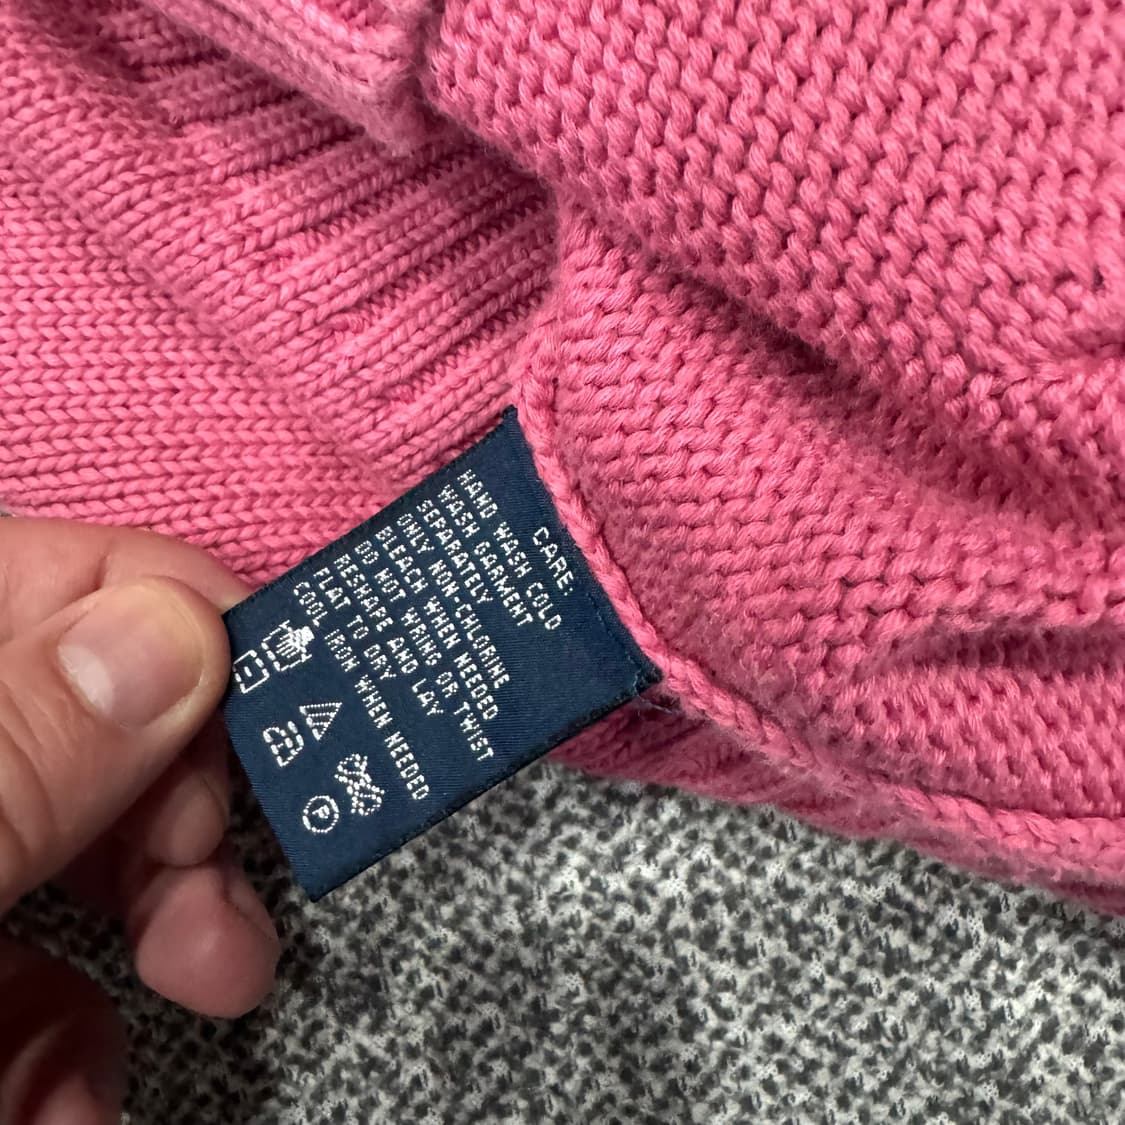 CARE:
HAND WASH COLD
WASH GARMENT
SEPARATELY
ONLY NON-CHLORINE
BLEACH WHEN NEEDED
DO NOT WRING OR TWIST
RESHAPE AND LAY
FLAT TO DRY
COOL IRON WHEN NEEDED
P